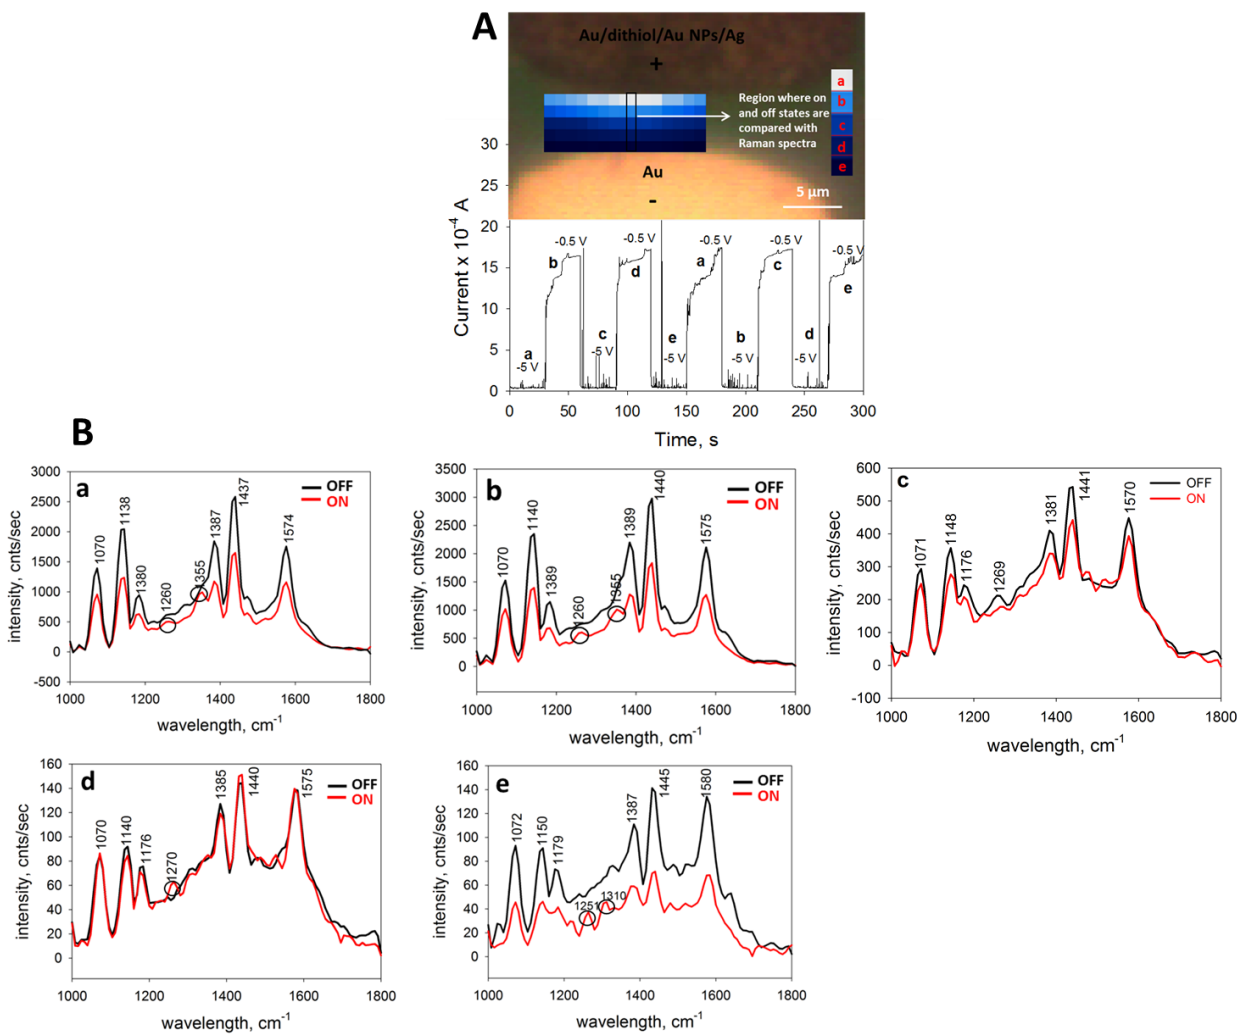 A
Au/dithiol/Au NPs/Ag
+
Region where on
and off states are
compared with
Raman spectra
a
b
c
d
e
Au
-
5 µm
30
25
20
15
10
5
0
Current x 10⁻⁴ A
-0.5 V
-0.5 V
-0.5 V
-0.5 V
-0.5 V
b
d
a
c
e
a
c
e
b
d
-5 V
-5 V
-5 V
-5 V
-5 V
0 50 100 150 200 250 300
Time, s
B
a
OFF
ON
3000
2500
2000
1500
1000
500
0
-500
intensity, cnts/sec
1070
1138
1380
1260
1355
1387
1437
1574
1000 1200 1400 1600 1800
wavelength, cm⁻¹
b
OFF
ON
3500
3000
2500
2000
1500
1000
500
0
intensity, cnts/sec
1070
1140
1389
1260
1365
1389
1440
1575
1000 1200 1400 1600 1800
wavelength, cm⁻¹
c
OFF
ON
600
500
400
300
200
100
0
-100
intensity, cnts/sec
1071
1148
1176
1269
1381
1441
1570
1000 1200 1400 1600 1800
wavelength, cm⁻¹
d
OFF
ON
160
140
120
100
80
60
40
20
0
intensity, cnts/sec
1070
1140
1176
1270
1385
1440
1575
1000 1200 1400 1600 1800
wavelength, cm⁻¹
e
OFF
ON
160
140
120
100
80
60
40
20
0
intensity, cnts/sec
1072
1150
1179
1251
1310
1387
1445
1580
1000 1200 1400 1600 1800
wavelength, cm⁻¹